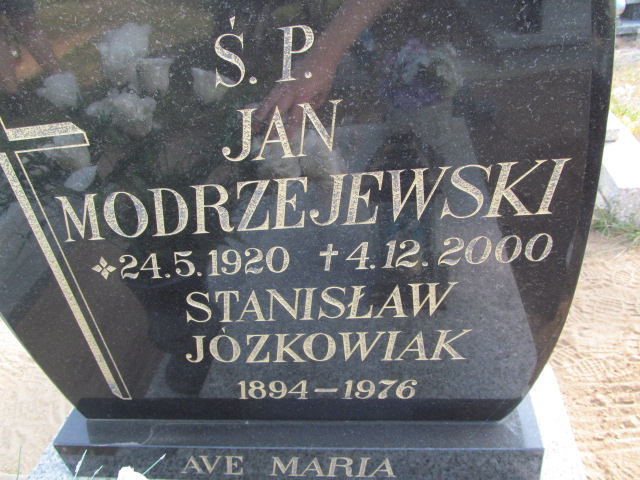 Ś. P.
JAN
MODRZEJEWSKI
24.5.1920 †4.12.2000
STANISŁAW
JÓZKOWIAK
1894–1976
AVE MARIA